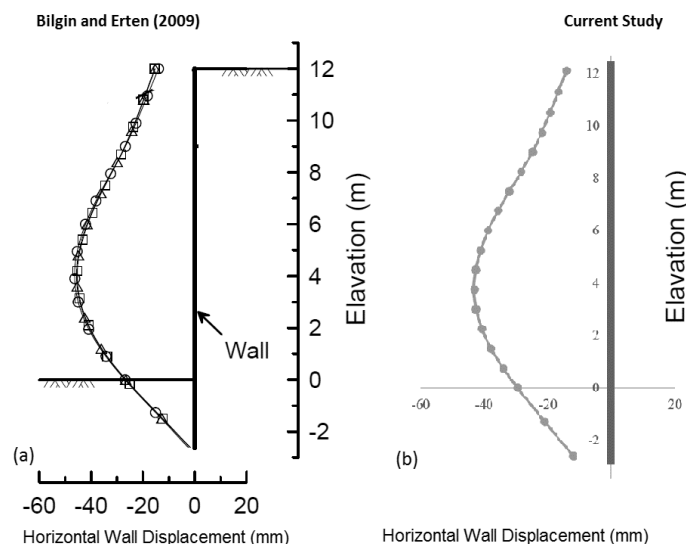 Bilgin and Erten (2009)
Current Study
12
10
8
6
4
2
0
-2
Elavation (m)
Wall
(a)
-60 -40 -20 0 20
Horizontal Wall Displacement (mm)
12
10
8
6
4
2
0
-2
Elavation (m)
-60 -40 -20 20
(b)
Horizontal Wall Displacement (mm)